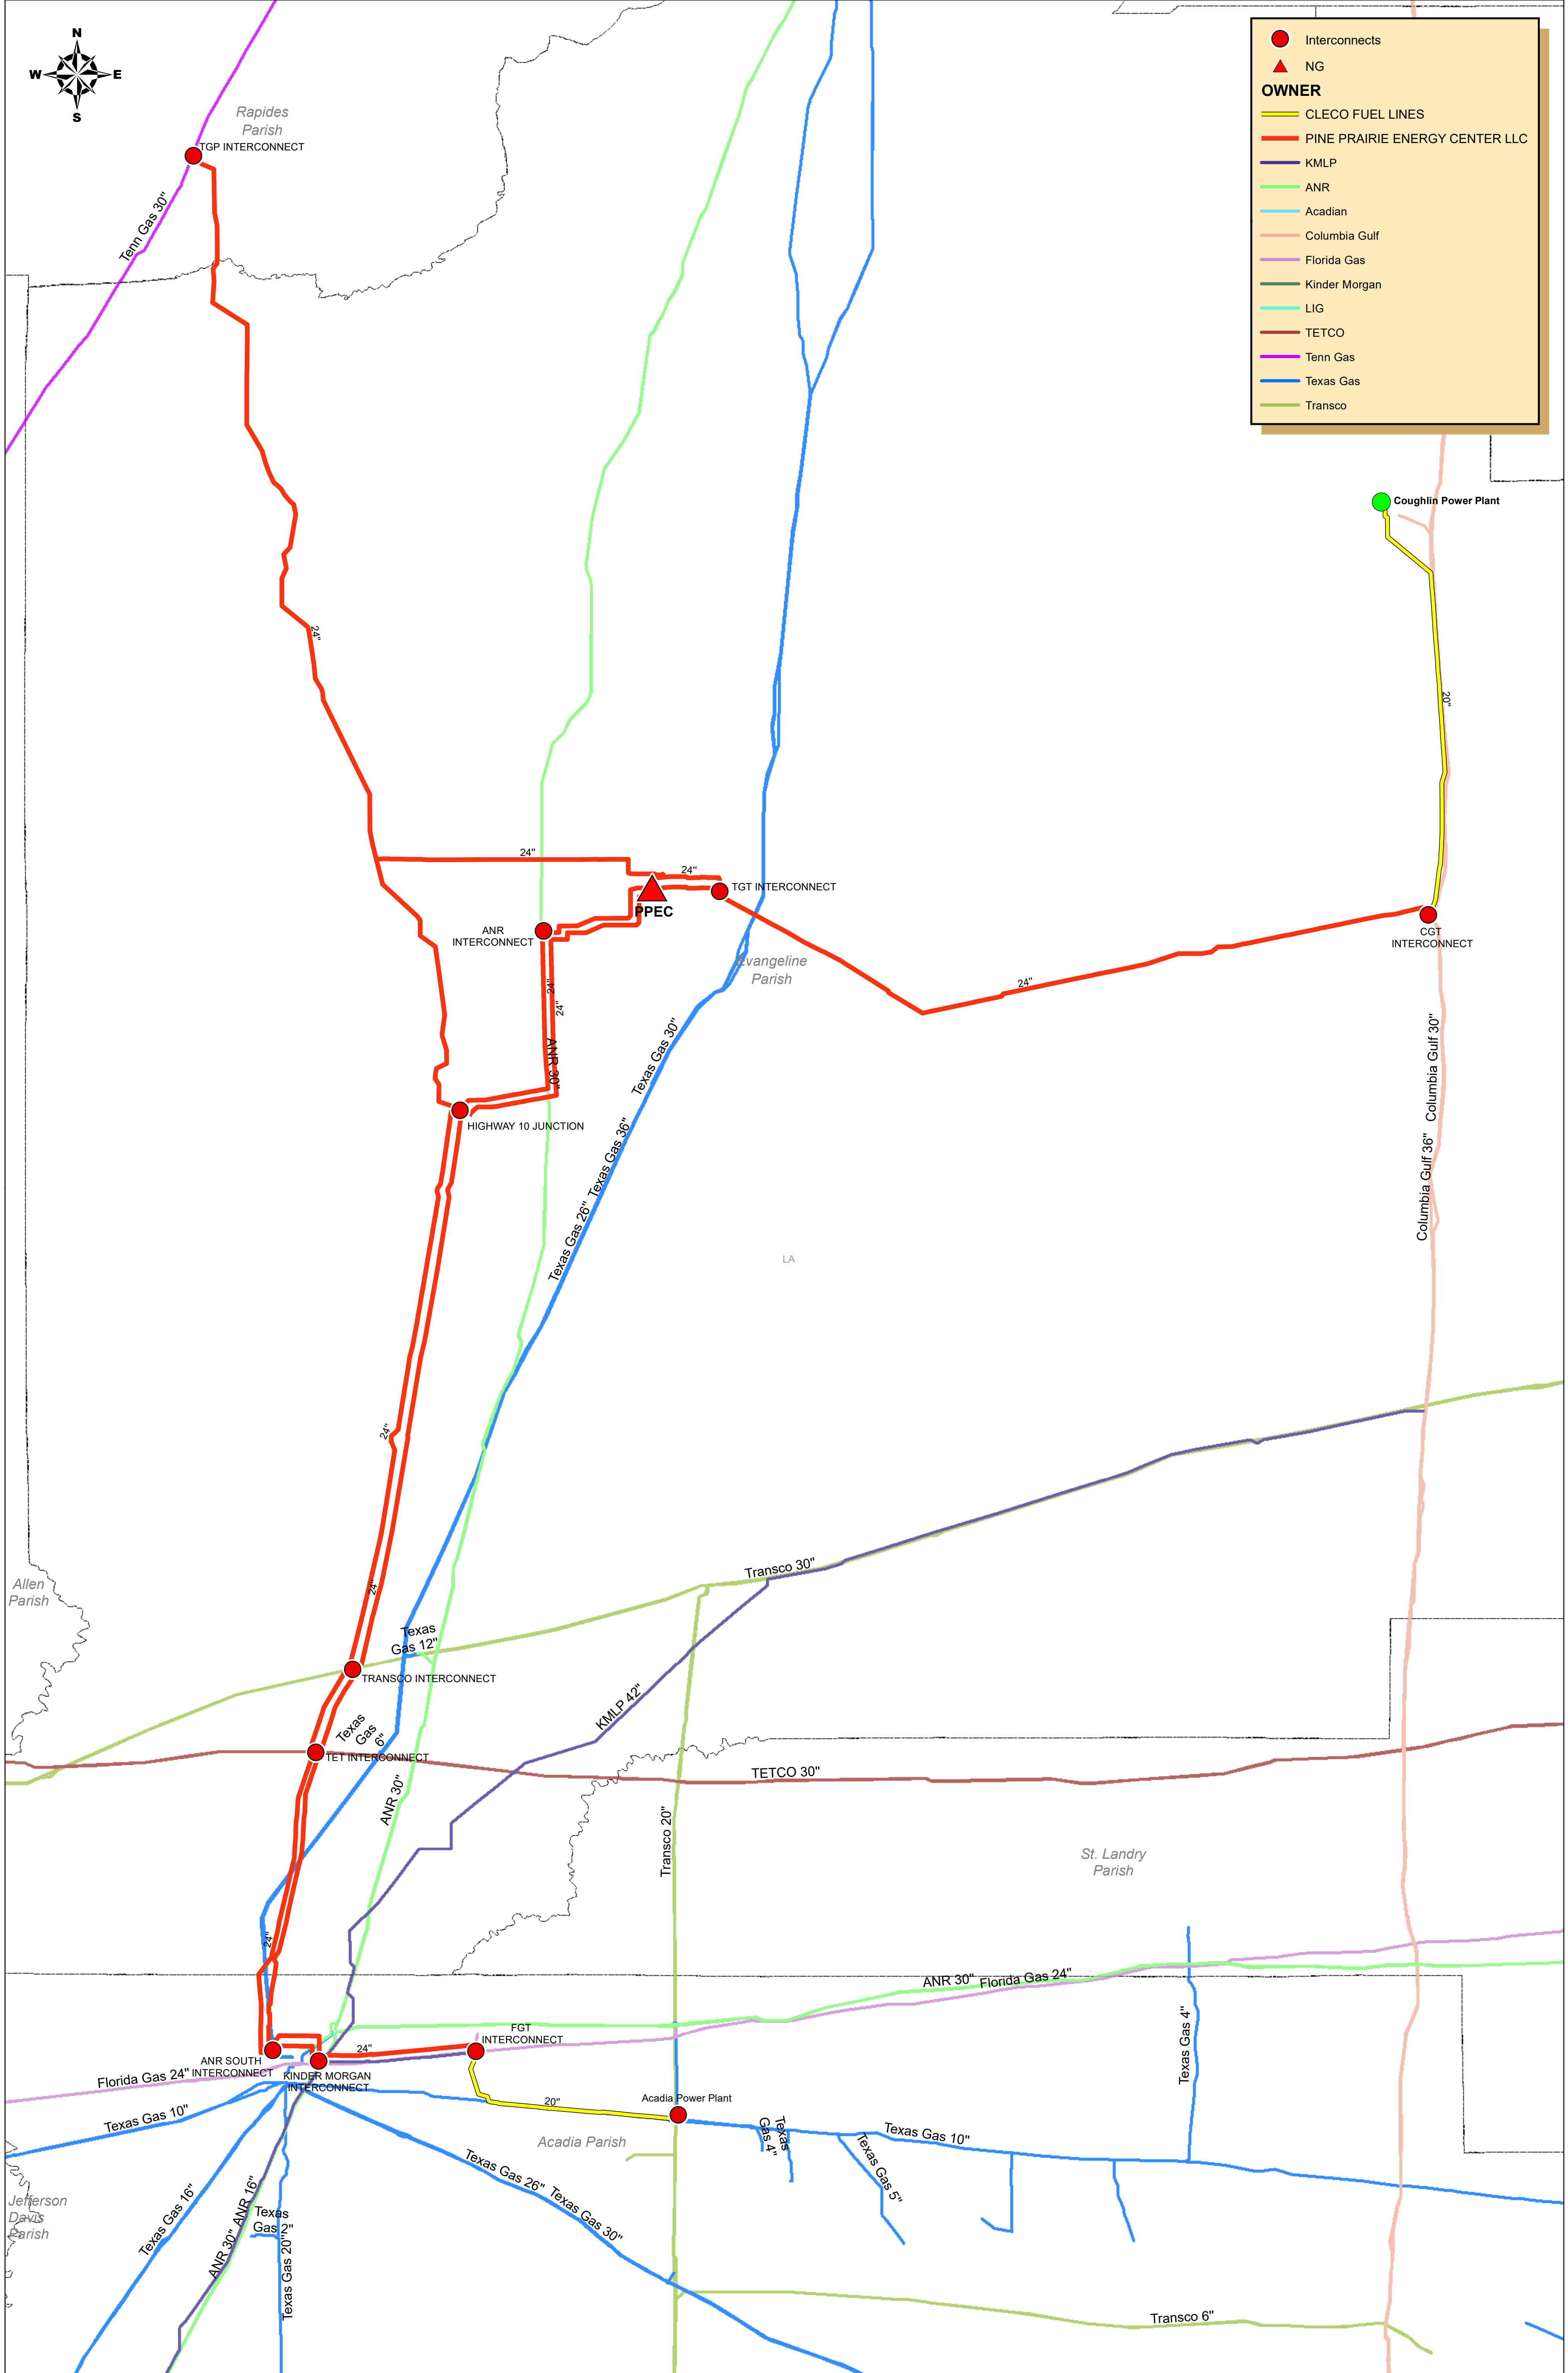 N
W
E
S
Interconnects
NG
OWNER
CLECO FUEL LINES
PINE PRAIRIE ENERGY CENTER LLC
KMLP
ANR
Acadian
Columbia Gulf
Florida Gas
Kinder Morgan
LIG
TETCO
Tenn Gas
Texas Gas
Transco
Rapides
Parish
TGP INTERCONNECT
Tenn Gas 30"
Coughlin Power Plant
24"
20"
24"
24"
TGT INTERCONNECT
PPEC
ANR
INTERCONNECT
CGT
INTERCONNECT
Evangeline
Parish
24"
24"
24"
ANR 30"
Texas Gas 30"
Columbia Gulf 30"
HIGHWAY 10 JUNCTION
Texas Gas 36"
Columbia Gulf 36"
Texas Gas 26"
LA
24"
Transco 30"
Allen
Parish
24"
Texas
Gas 12"
TRANSCO INTERCONNECT
KMLP 42"
Texas
Gas
6"
TET INTERCONNECT
TETCO 30"
ANR 30"
Transco 20"
St. Landry
Parish
24"
ANR 30"
Florida Gas 24"
FGT
INTERCONNECT
Texas Gas 4"
24"
ANR SOUTH
INTERCONNECT
KINDER MORGAN
INTERCONNECT
Florida Gas 24"
Acadia Power Plant
20"
Texas Gas 10"
Texas
Gas 4"
Texas Gas 10"
Acadia Parish
Texas Gas 5"
Texas Gas 26"
Texas Gas 30"
Texas Gas 16"
ANR 16"
ANR 30"
Jefferson
Davis
Parish
Texas
Gas 2"
Texas Gas 20"
Transco 6"